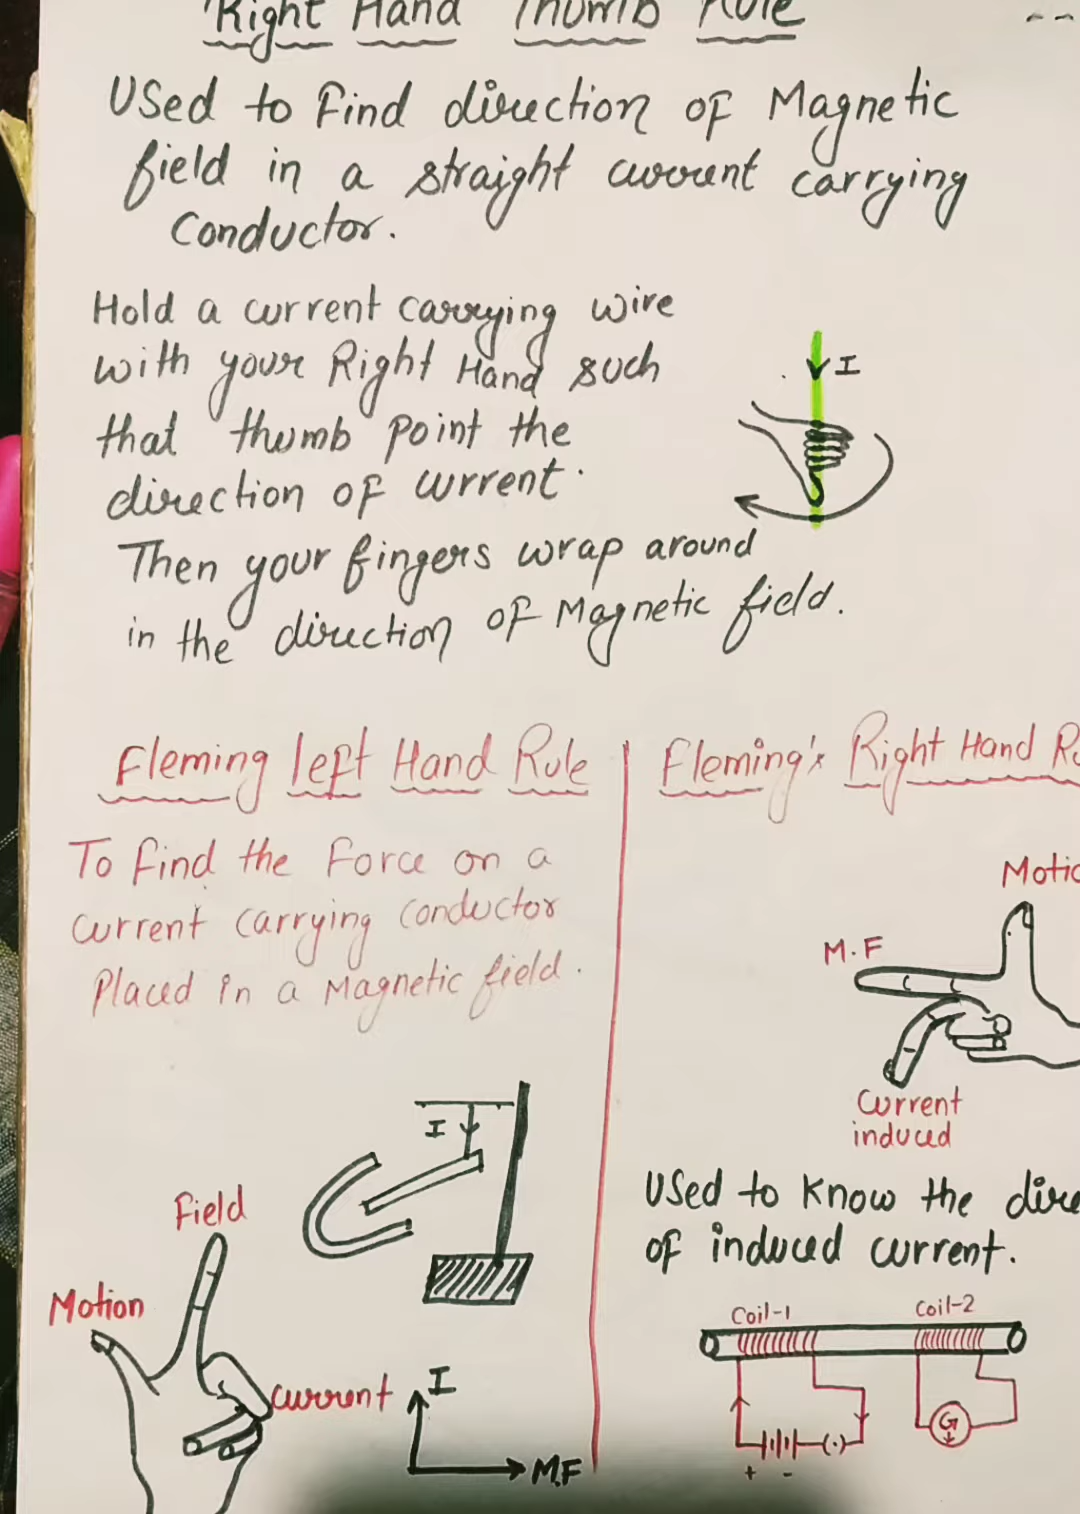 Right Hand Thumb Rule
Used to Find direction of Magnetic
field in a straight current carrying
Conductor.
Hold a current carrying wire
with your Right Hand such
that thumb point the
direction of current.
Then your fingers wrap around
in the direction of Magnetic field.
I
Fleming left Hand Rule
To find the Force on a
current carrying conductor
Placed in a Magnetic field.
I
Field
Motion
current
I
M.F
Fleming's Right Hand
M.F
Current
induced
Used to know the
of induced current.
Coil-1
Coil-2
G
+ -